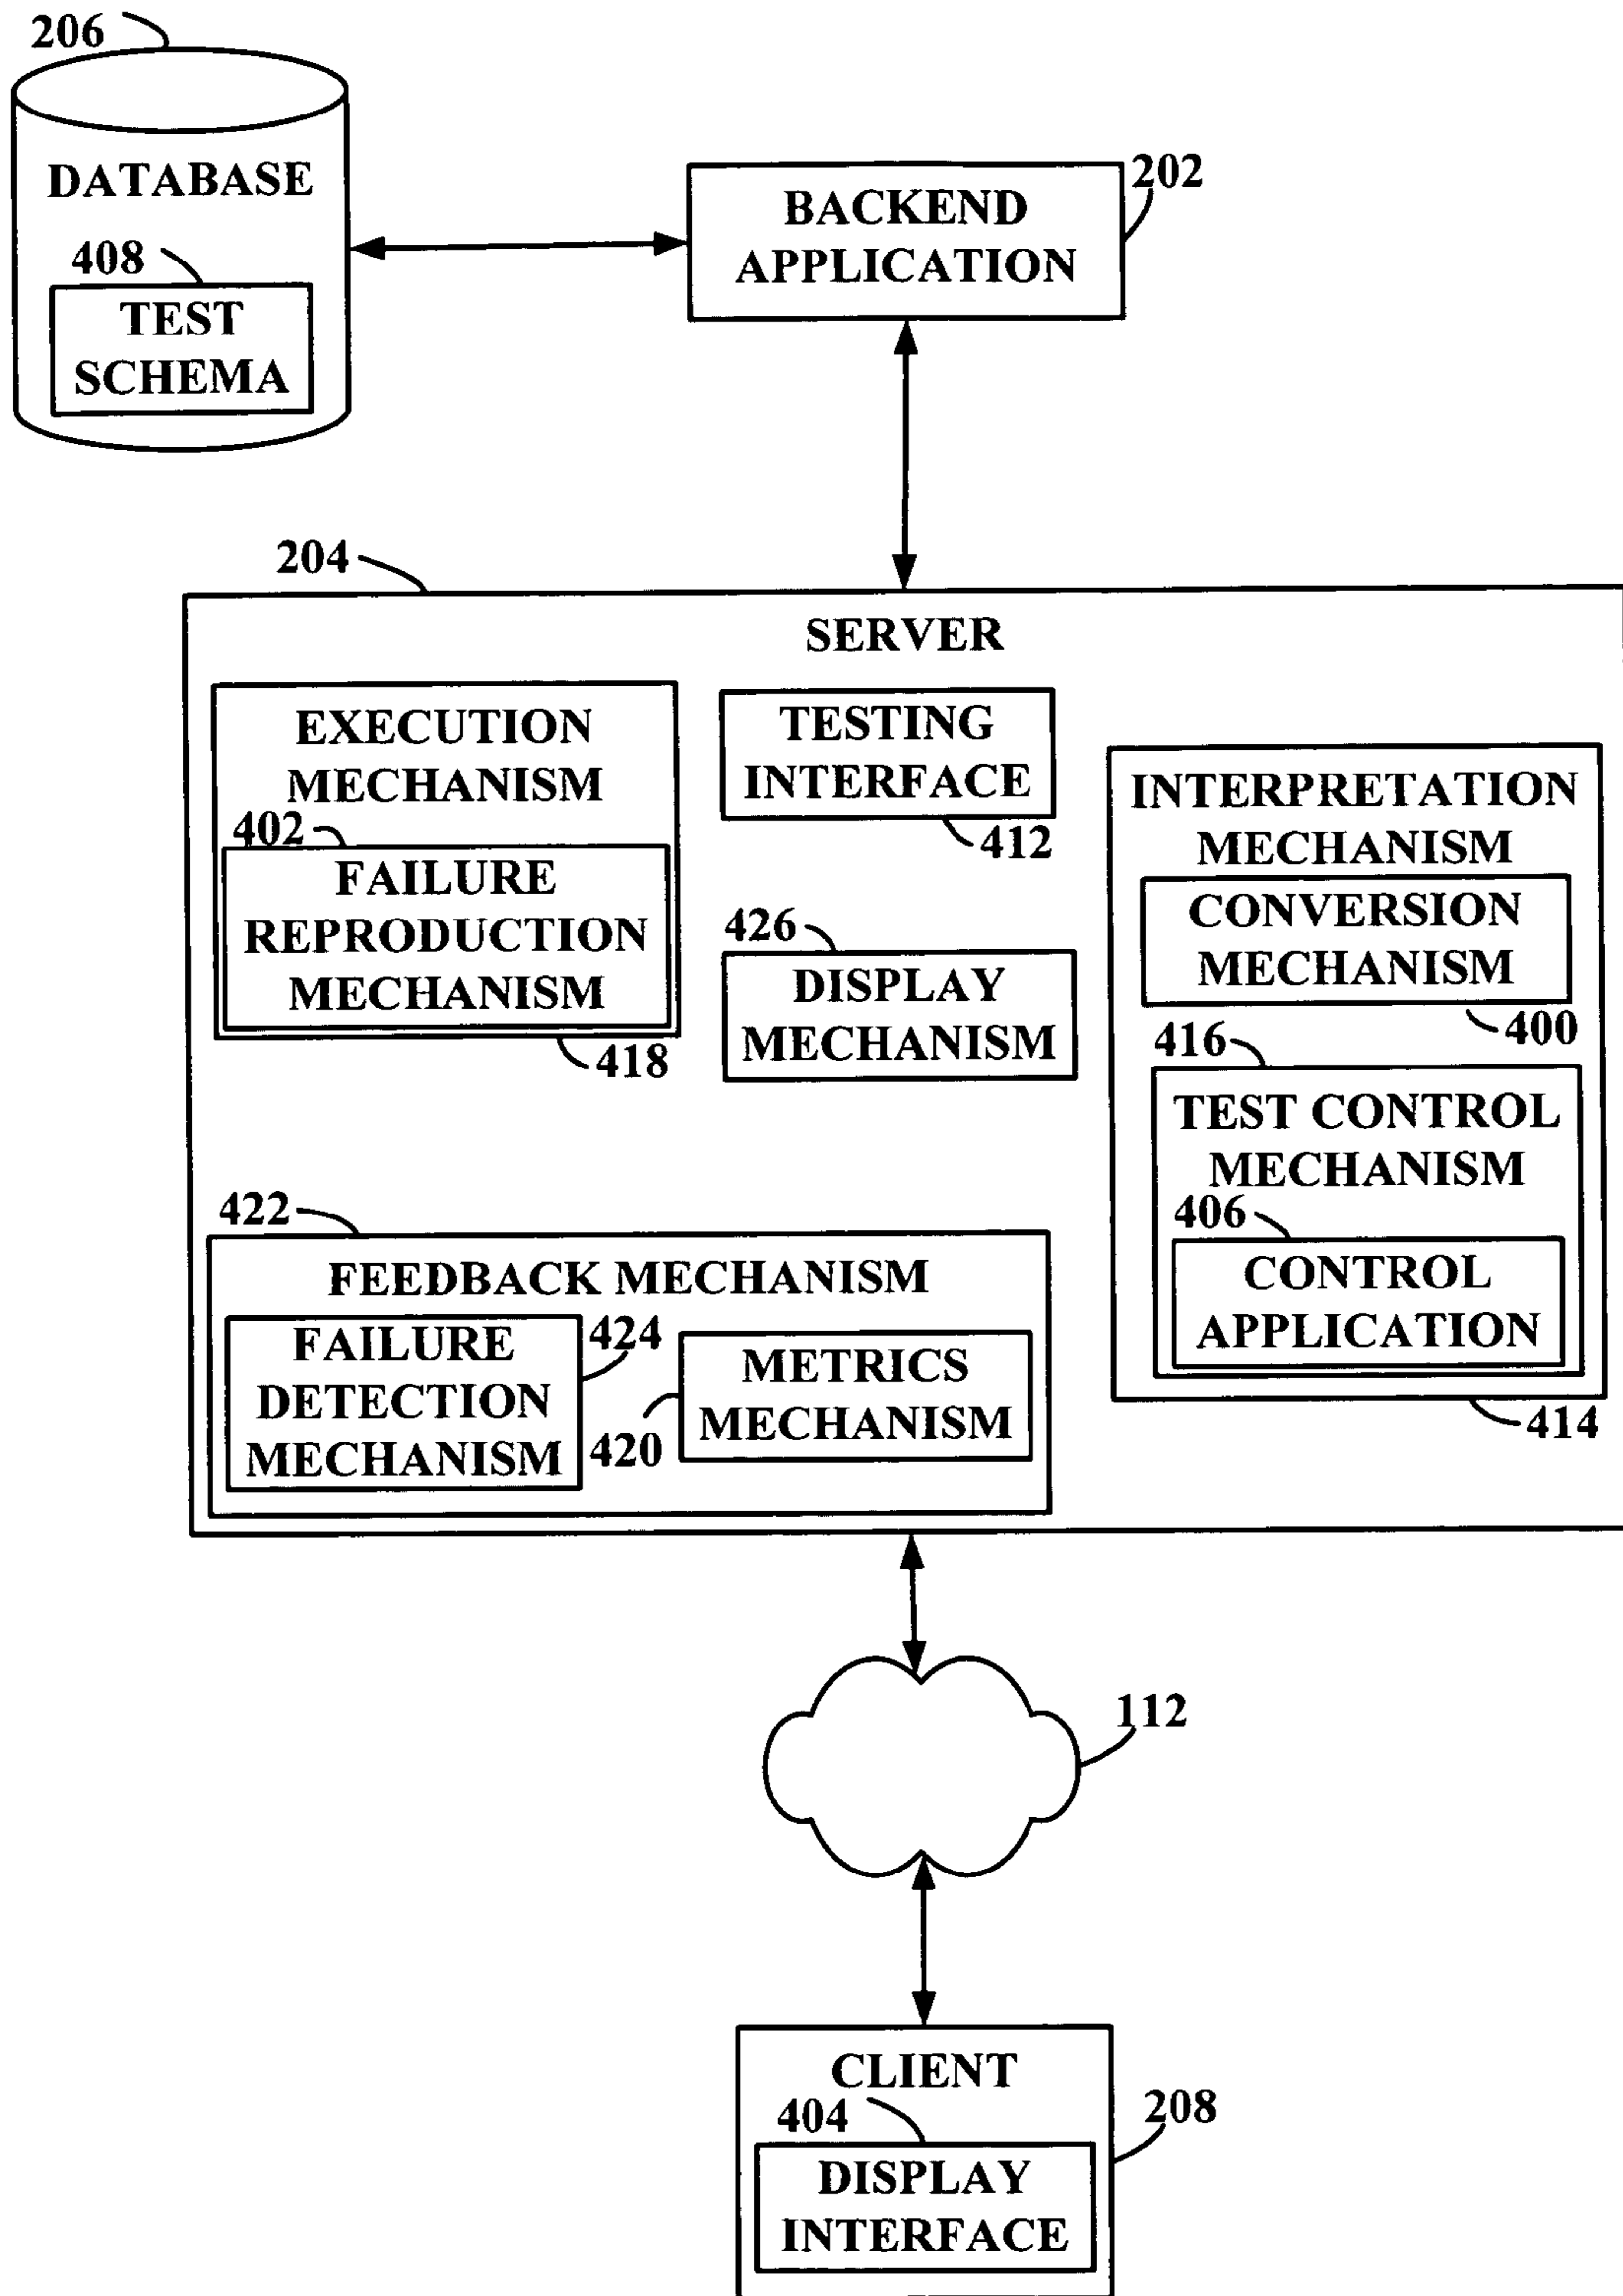 206
DATABASE
408
TEST
SCHEMA
BACKEND
APPLICATION
202
204
SERVER
EXECUTION
MECHANISM
402
FAILURE
REPRODUCTION
MECHANISM
418
TESTING
INTERFACE
412
426
DISPLAY
MECHANISM
INTERPRETATION
MECHANISM
CONVERSION
MECHANISM
400
416
TEST CONTROL
MECHANISM
406
CONTROL
APPLICATION
414
422
FEEDBACK MECHANISM
FAILURE
DETECTION
MECHANISM
424
420
METRICS
MECHANISM
112
CLIENT
404
208
DISPLAY
INTERFACE